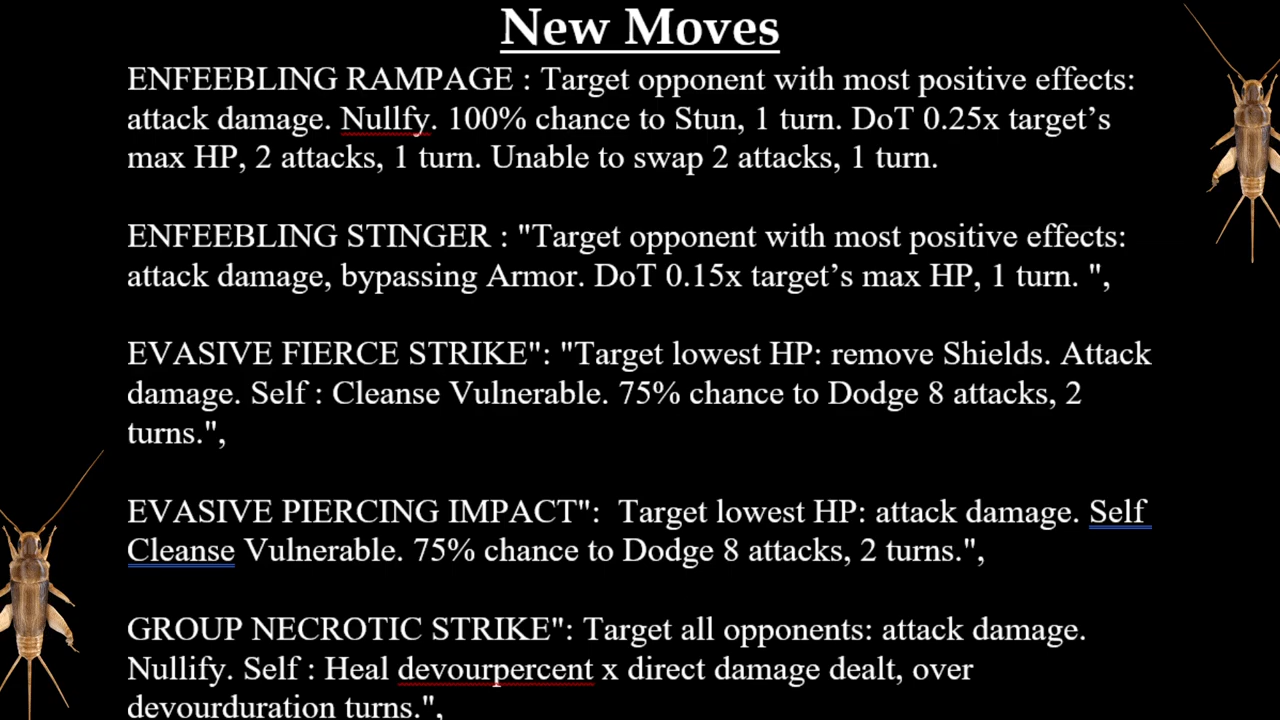 New Moves
ENFEEBLING RAMPAGE : Target opponent with most positive effects:
attack damage. Nullfy. 100% chance to Stun, 1 turn. DoT 0.25x target’s
max HP, 2 attacks, 1 turn. Unable to swap 2 attacks, 1 turn.
ENFEEBLING STINGER : "Target opponent with most positive effects:
attack damage, bypassing Armor. DoT 0.15x target’s max HP, 1 turn. ",
EVASIVE FIERCE STRIKE": "Target lowest HP: remove Shields. Attack
damage. Self : Cleanse Vulnerable. 75% chance to Dodge 8 attacks, 2
turns.",
EVASIVE PIERCING IMPACT":  Target lowest HP: attack damage. Self
Cleanse Vulnerable. 75% chance to Dodge 8 attacks, 2 turns.",
GROUP NECROTIC STRIKE": Target all opponents: attack damage.
Nullify. Self : Heal devourpercent x direct damage dealt, over
devourduration turns.",